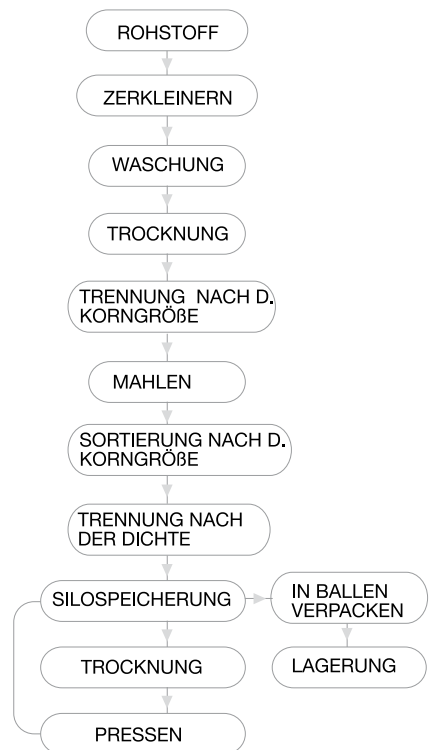 ROHSTOFF
ZERKLEINERN
WASCHUNG
TROCKNUNG
TRENNUNG NACH D.
KORNGRÖßE
MAHLEN
SORTIERUNG NACH D.
KORNGRÖßE
TRENNUNG NACH
DER DICHTE
SILOSPEICHERUNG
IN BALLEN
VERPACKEN
TROCKNUNG
LAGERUNG
PRESSEN